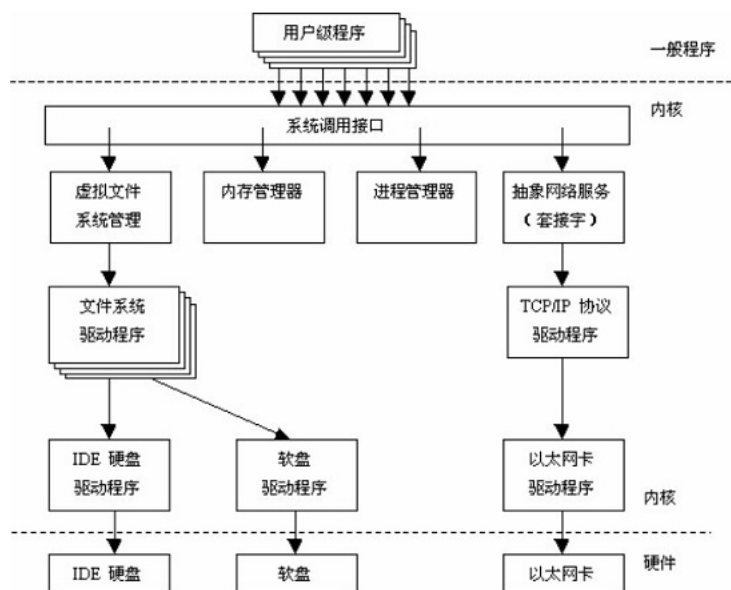 用户级程序
一般程序
内核
系统调用接口
虚拟文件
系统管理
内存管理器
进程管理器
抽象网络服务
（套接字）
文件系统
驱动程序
TCP/IP 协议
驱动程序
IDE 硬盘
驱动程序
软盘
驱动程序
以太网卡
驱动程序
内核
硬件
IDE 硬盘
软盘
以太网卡